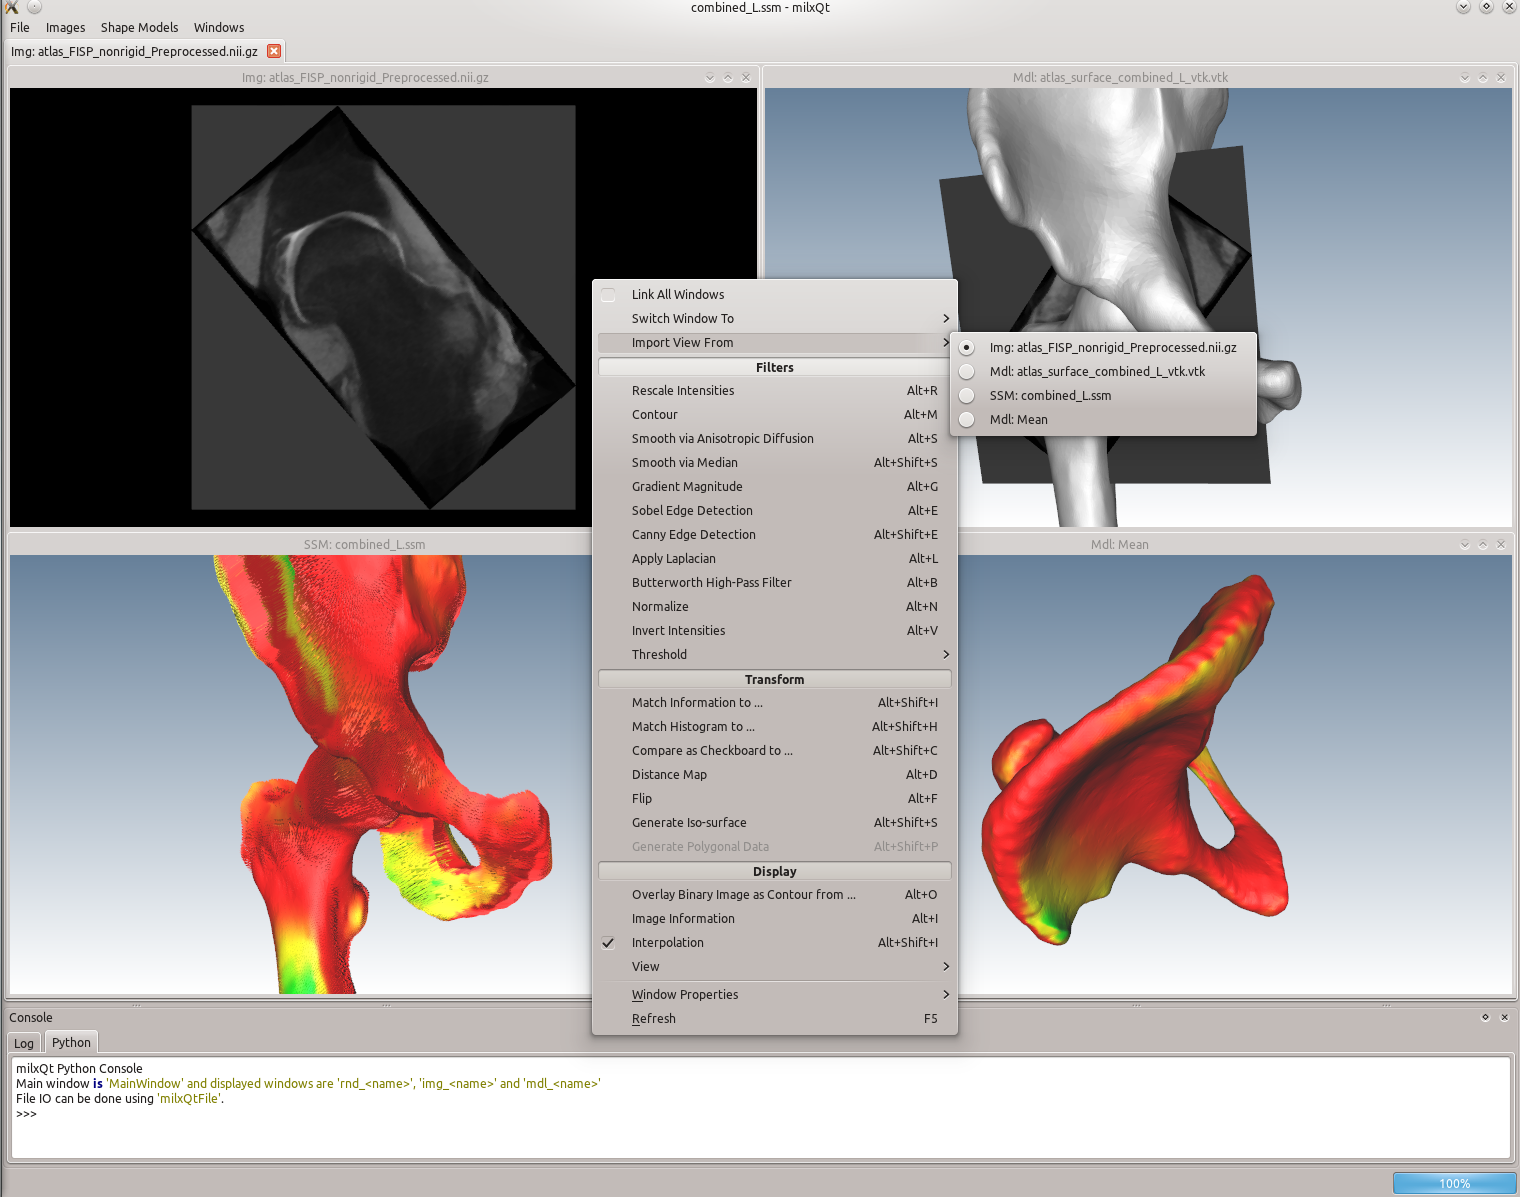 combined_L.ssm - milxQt
File Images Shape Models Windows
Img: atlas_FISP_nonrigid_Preprocessed.nii.gz
Img: atlas_FISP_nonrigid_Preprocessed.nii.gz
Mdl: atlas_surface_combined_L_vtk.vtk
Link All Windows
Switch Window To
Import View From
Img: atlas_FISP_nonrigid_Preprocessed.nii.gz
Mdl: atlas_surface_combined_L_vtk.vtk
SSM: combined_L.ssm
Mdl: Mean
Filters
Rescale Intensities Alt+R
Contour Alt+M
Smooth via Anisotropic Diffusion Alt+S
Smooth via Median Alt+Shift+S
Gradient Magnitude Alt+G
Sobel Edge Detection Alt+E
Canny Edge Detection Alt+Shift+E
Apply Laplacian Alt+L
Butterworth High-Pass Filter Alt+B
Normalize Alt+N
Invert Intensities Alt+V
Threshold
Transform
Match Information to ... Alt+Shift+I
Match Histogram to ... Alt+Shift+H
Compare as Checkboard to ... Alt+Shift+C
Distance Map Alt+D
Flip Alt+F
Generate Iso-surface Alt+Shift+S
Generate Polygonal Data Alt+Shift+P
Display
Overlay Binary Image as Contour from ... Alt+O
Image Information Alt+I
Interpolation Alt+Shift+I
View
Window Properties
Refresh F5
SSM: combined_L.ssm
Mdl: Mean
Console
Log Python
milxQt Python Console
Main window is 'MainWindow' and displayed windows are 'rnd_<name>', 'img_<name>' and 'mdl_<name>'
File IO can be done using 'milxQtFile'.
>>>
100%